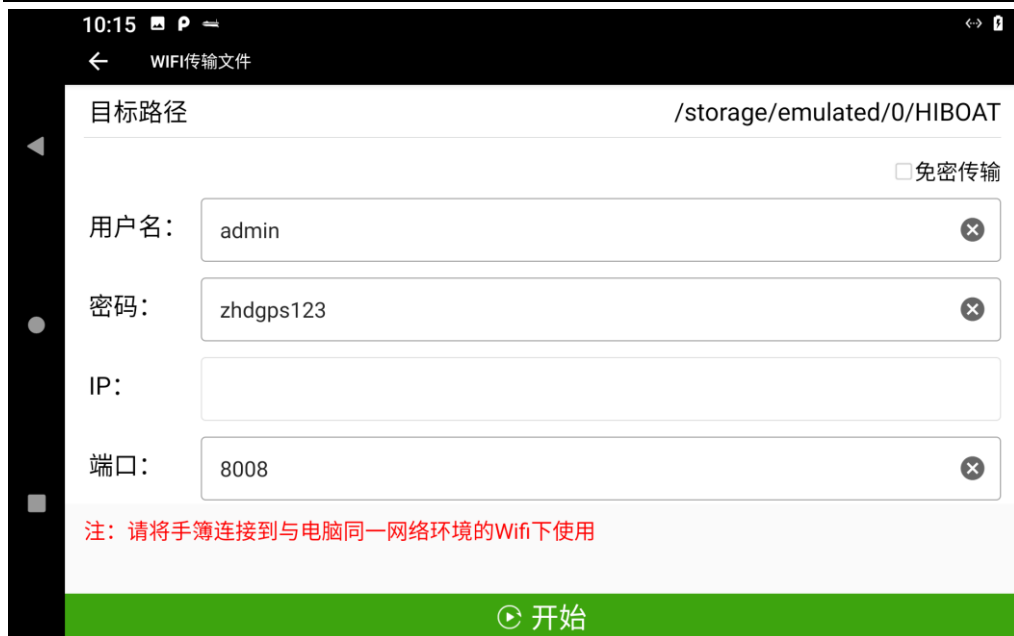 10:15
WIFI传输文件
目标路径 /storage/emulated/0/HIBOAT
免密传输
用户名： admin
密码： zhdgps123
IP：
端口： 8008
注：请将手簿连接到与电脑同一网络环境的Wifi下使用
开始